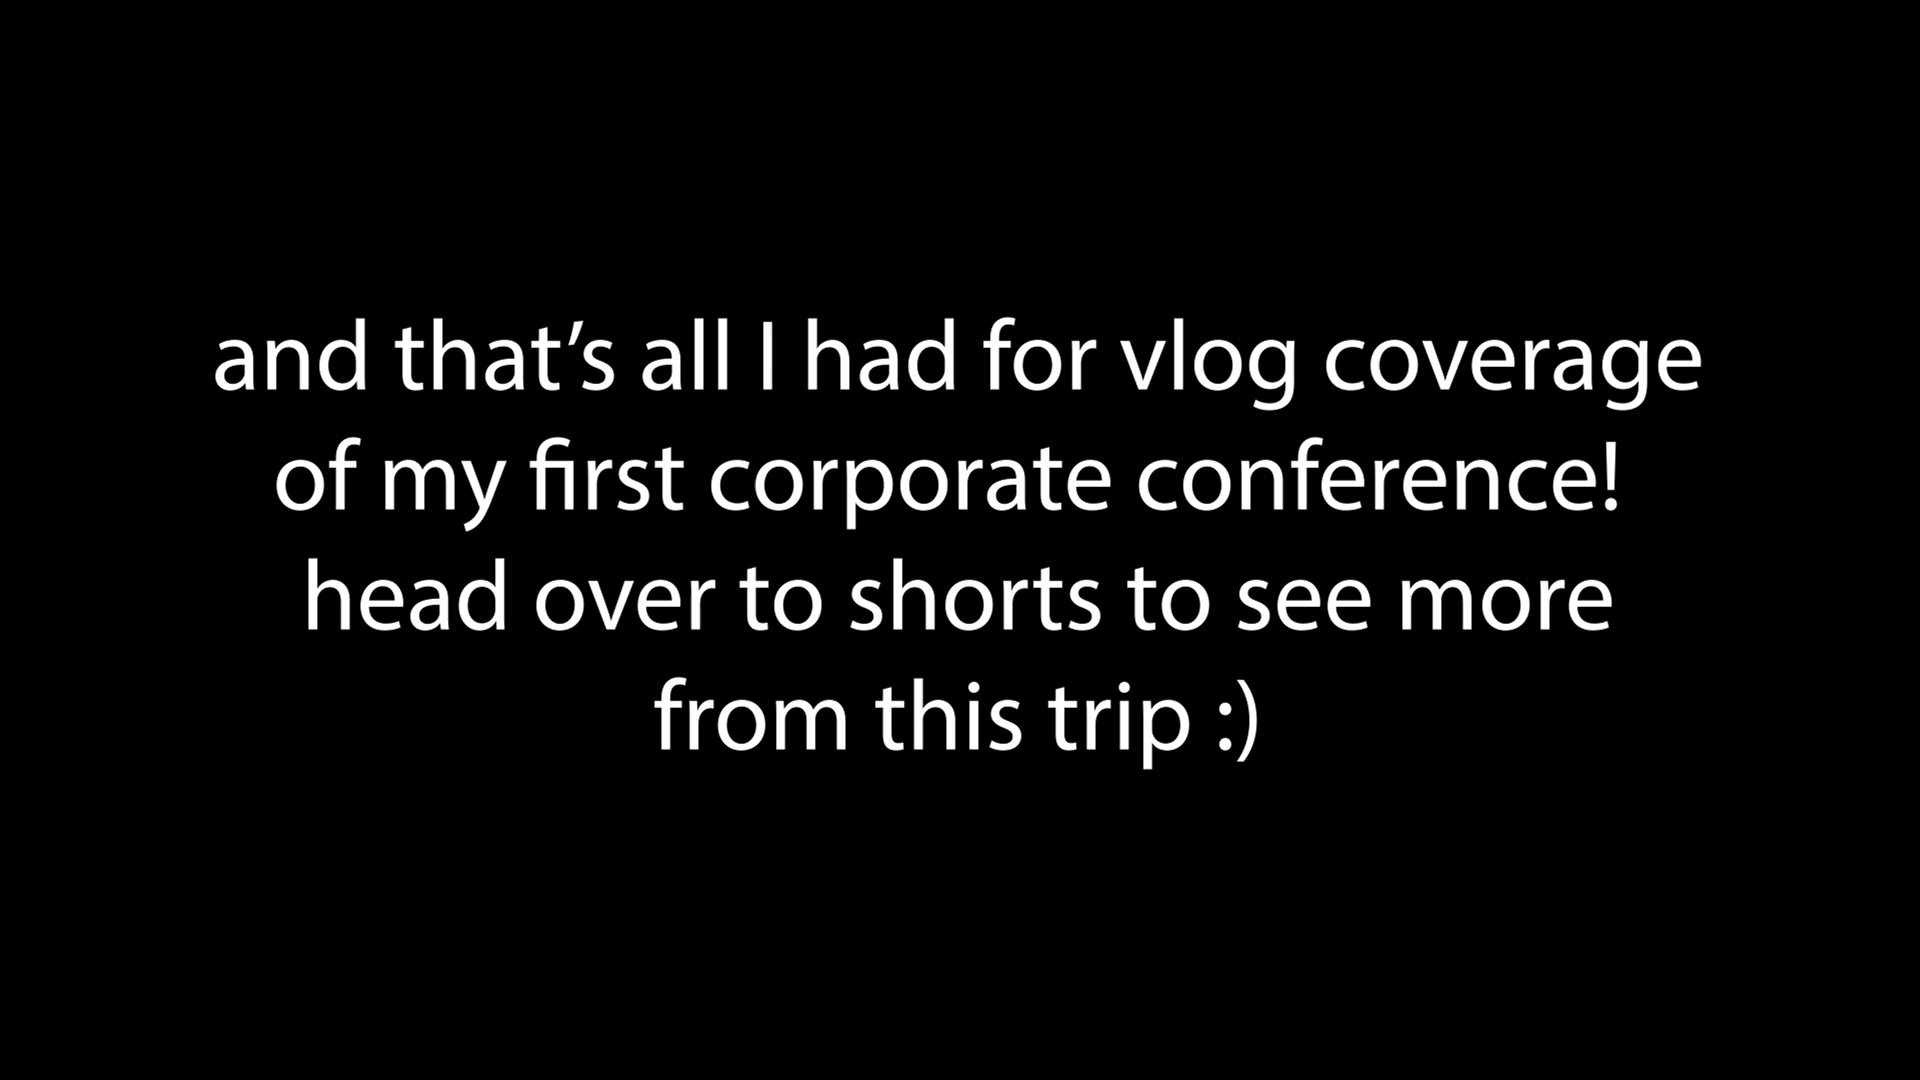 and that’s all I had for vlog coverage
of my first corporate conference!
head over to shorts to see more
from this trip :)